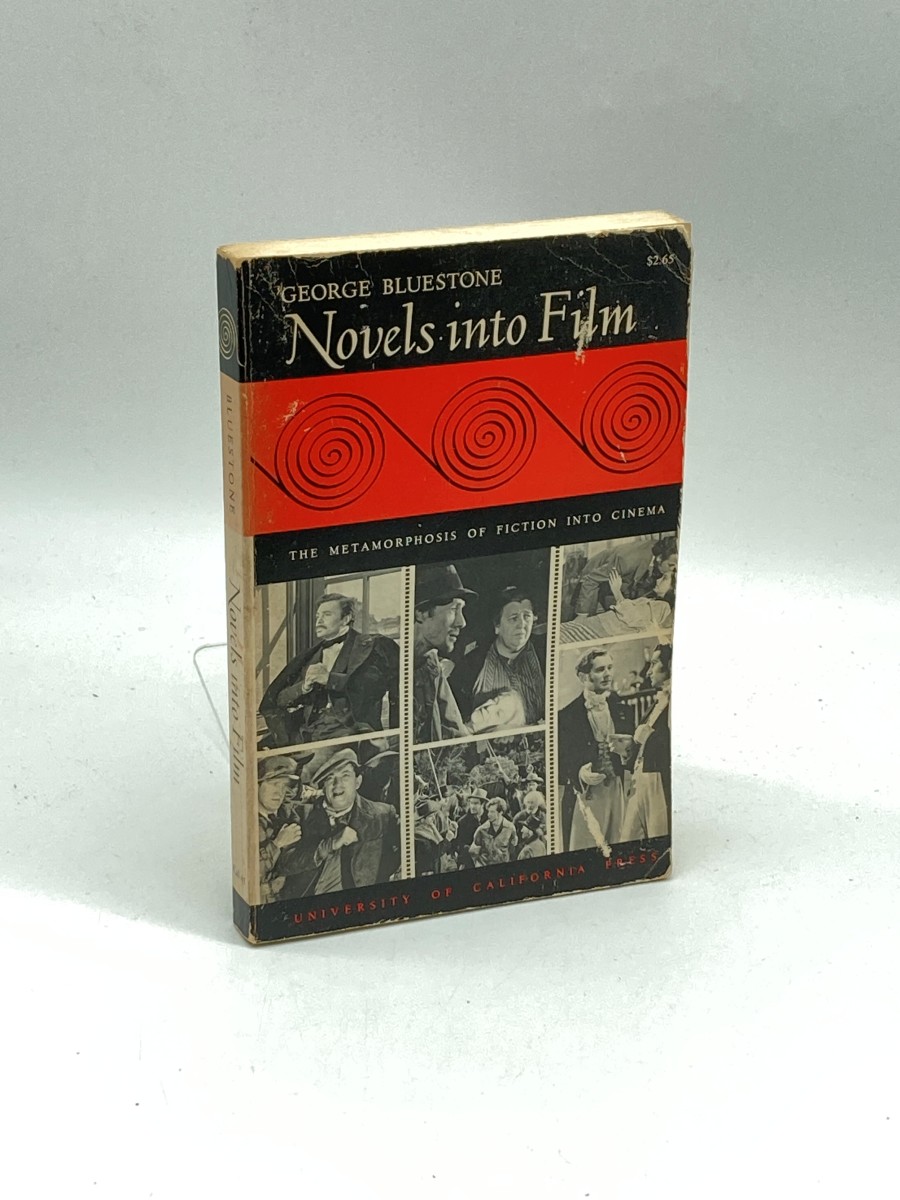 $2.65
GEORGE BLUESTONE
Novels into Film
THE METAMORPHOSIS OF FICTION INTO CINEMA
UNIVERSITY OF CALIFORNIA PRESS
BLUESTONE
Novels into Film